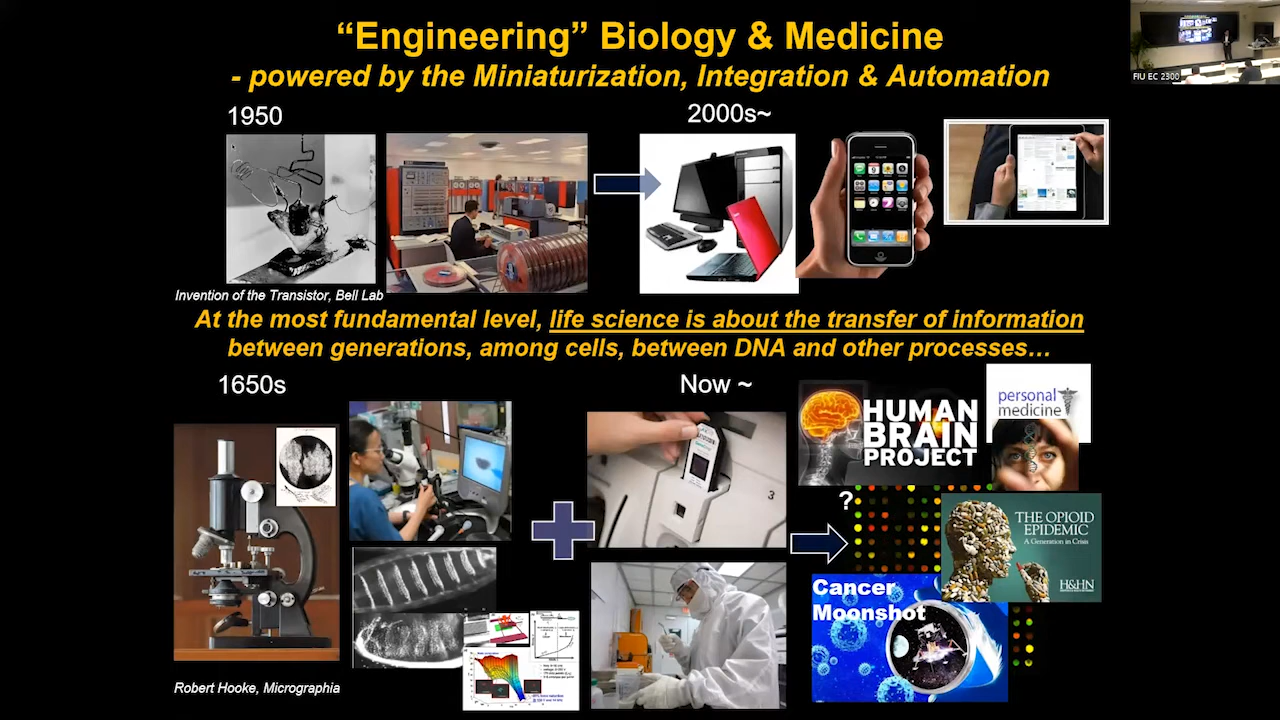 “Engineering” Biology & Medicine
- powered by the Miniaturization, Integration & Automation
FIU EC 2300
1950
2000s~
Invention of the Transistor, Bell Lab
At the most fundamental level, life science is about the transfer of information
between generations, among cells, between DNA and other processes…
1650s
Now ~
HUMAN
BRAIN
PROJECT
personal
medicine
3
?
THE OPIOID
EPIDEMIC
A Generation in Crisis
H&HN
Cancer
Moonshot
Robert Hooke, Micrographia